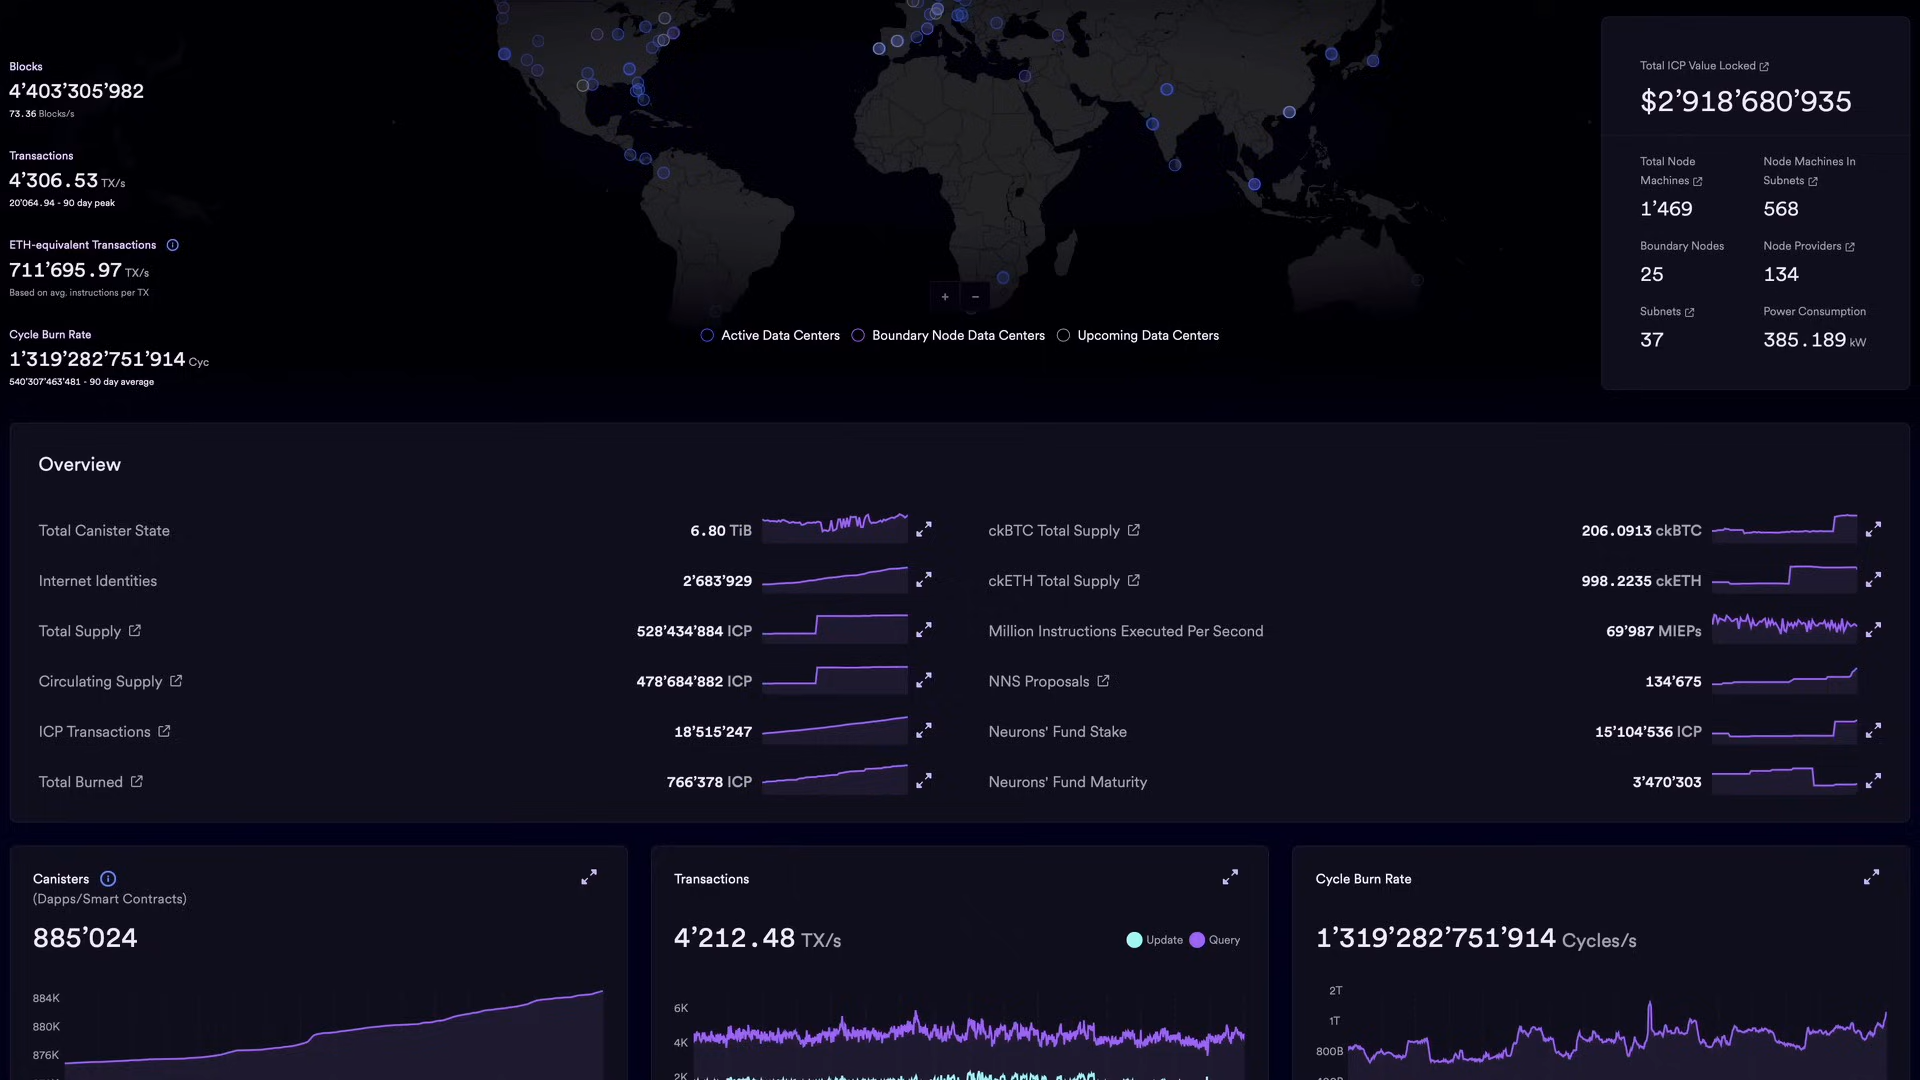 Blocks
4’403’305’982
73.36 Blocks/s
Transactions
4’306.53 TX/s
20’064.94 - 90 day peak
ETH-equivalent Transactions
711’695.97 TX/s
Based on avg. instructions per TX
Cycle Burn Rate
1’319’282’751’914 Cyc
540’307’463’481 - 90 day average
+ −
Active Data Centers Boundary Node Data Centers Upcoming Data Centers
Total ICP Value Locked
$2’918’680’935
Total Node Machines
1’469
Node Machines In Subnets
568
Boundary Nodes
25
Node Providers
134
Subnets
37
Power Consumption
385.189 kW
Overview
Total Canister State 6.80 TiB
Internet Identities 2’683’929
Total Supply 528’434’884 ICP
Circulating Supply 478’684’882 ICP
ICP Transactions 18’515’247
Total Burned 766’378 ICP
ckBTC Total Supply 206.0913 ckBTC
ckETH Total Supply 998.2235 ckETH
Million Instructions Executed Per Second 69’987 MIEPs
NNS Proposals 134’675
Neurons' Fund Stake 15’104’536 ICP
Neurons' Fund Maturity 3’470’303
Canisters
(Dapps/Smart Contracts)
885’024
884K
880K
876K
Transactions
4’212.48 TX/s
Update Query
6K
4K
2K
Cycle Burn Rate
1’319’282’751’914 Cycles/s
2T
1T
800B